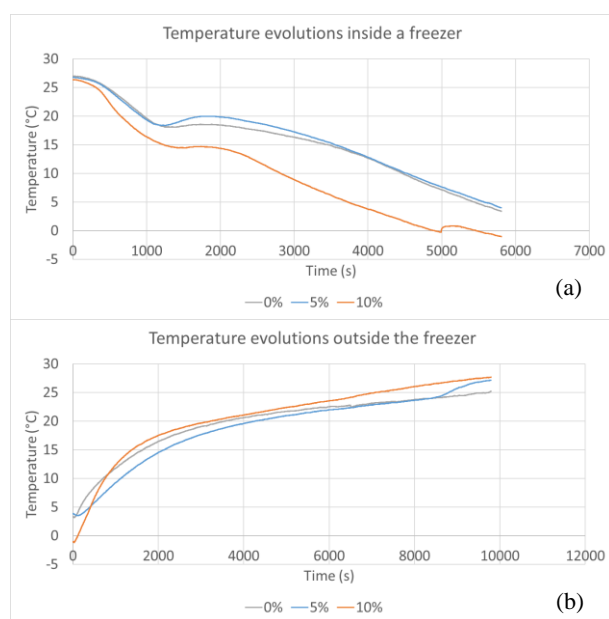 Temperature evolutions inside a freezer
30
25
20
15
10
5
0
-5
Temperature (°C)
0 1000 2000 3000 4000 5000 6000 7000
Time (s)
(a)
0% 5% 10%
Temperature evolutions outside the freezer
30
25
20
15
10
5
0
-5
Temperature (°C)
0 2000 4000 6000 8000 10000 12000
Time (s)
(b)
0% 5% 10%